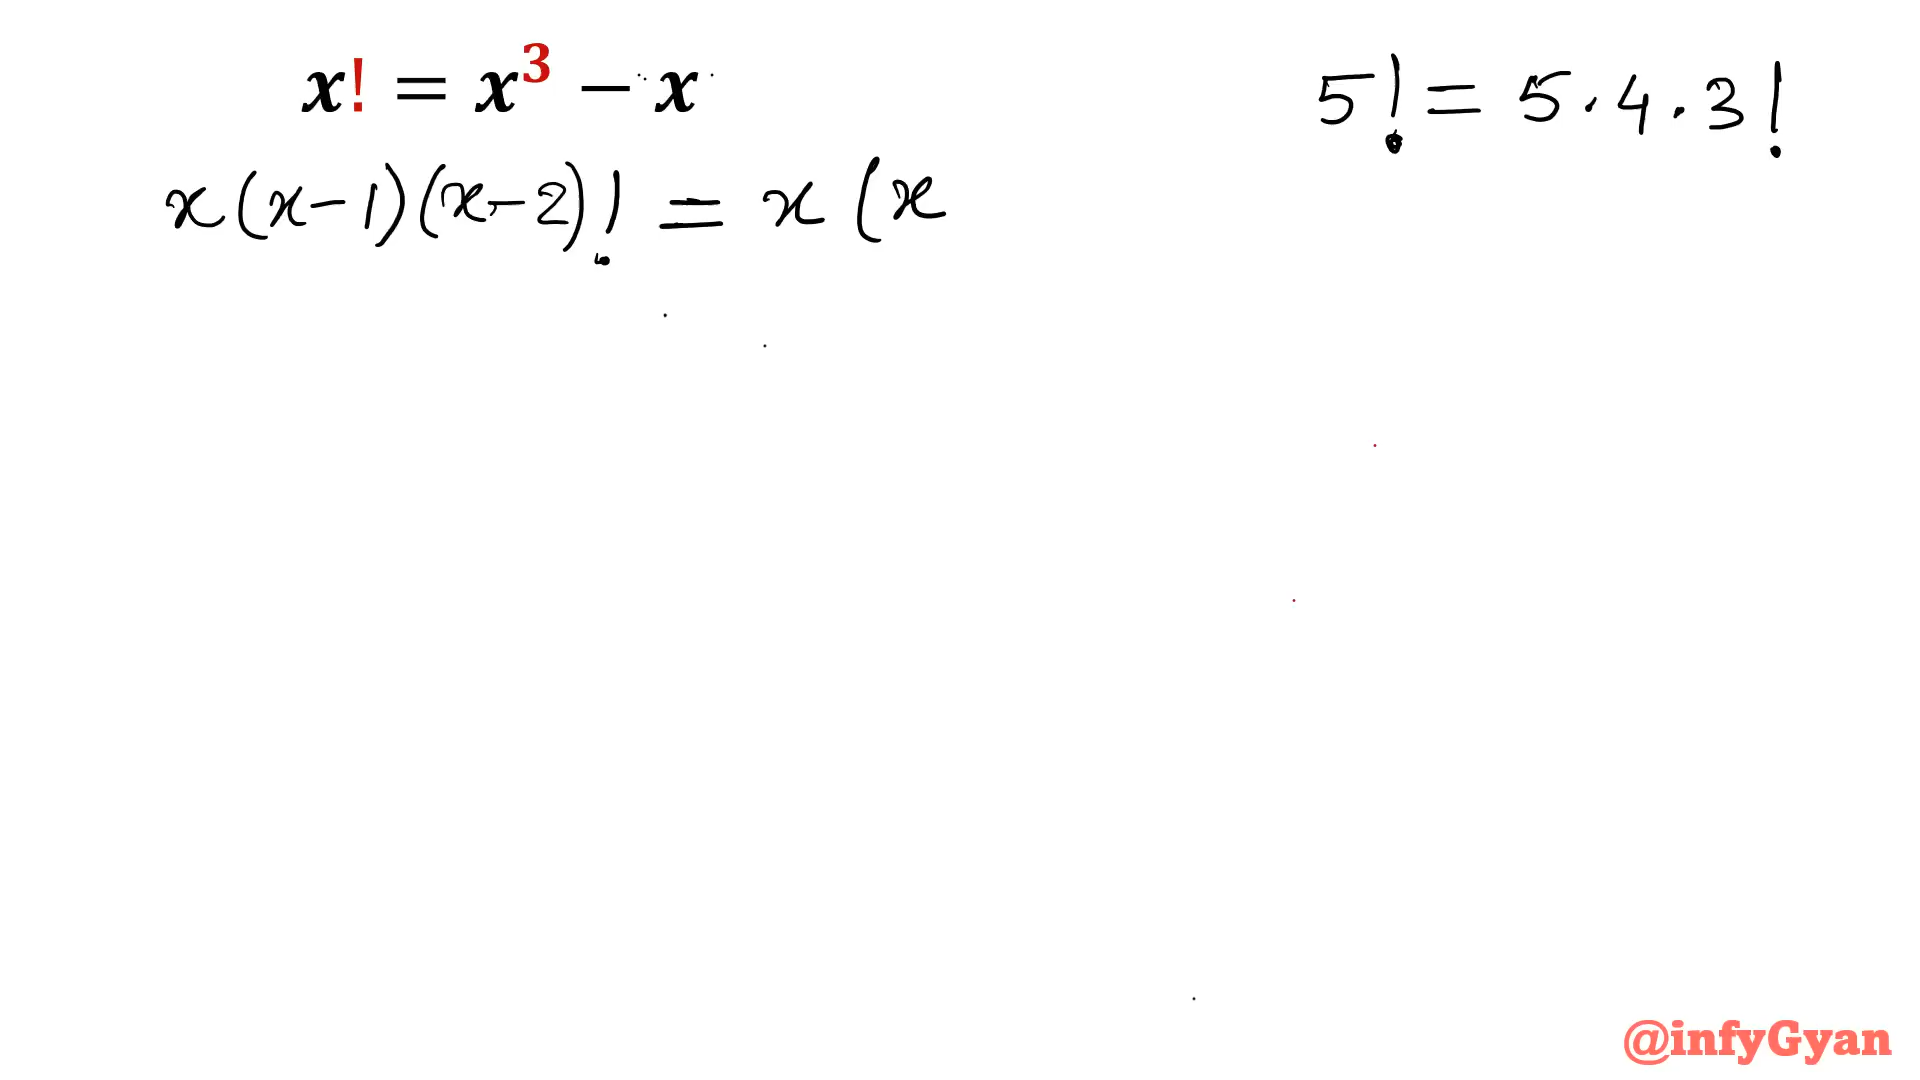 x! = x³ − x
5! = 5 · 4 · 3!
x(x-1)(x-2)! = x(x
@infyGyan